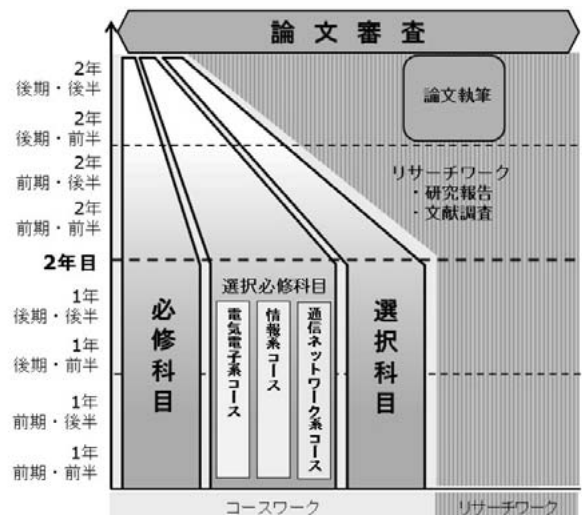 論文審査
2年
後期・後半
論文執筆
2年
後期・前半
2年
前期・後半
リサーチワーク
・研究報告
・文献調査
2年
前期・前半
2年目
1年
後期・後半
1年
後期・前半
1年
前期・後半
1年
前期・前半
必修科目
選択必修科目
電気電子系コース
情報系コース
通信ネットワーク系コース
選択科目
コースワーク
リサーチワーク